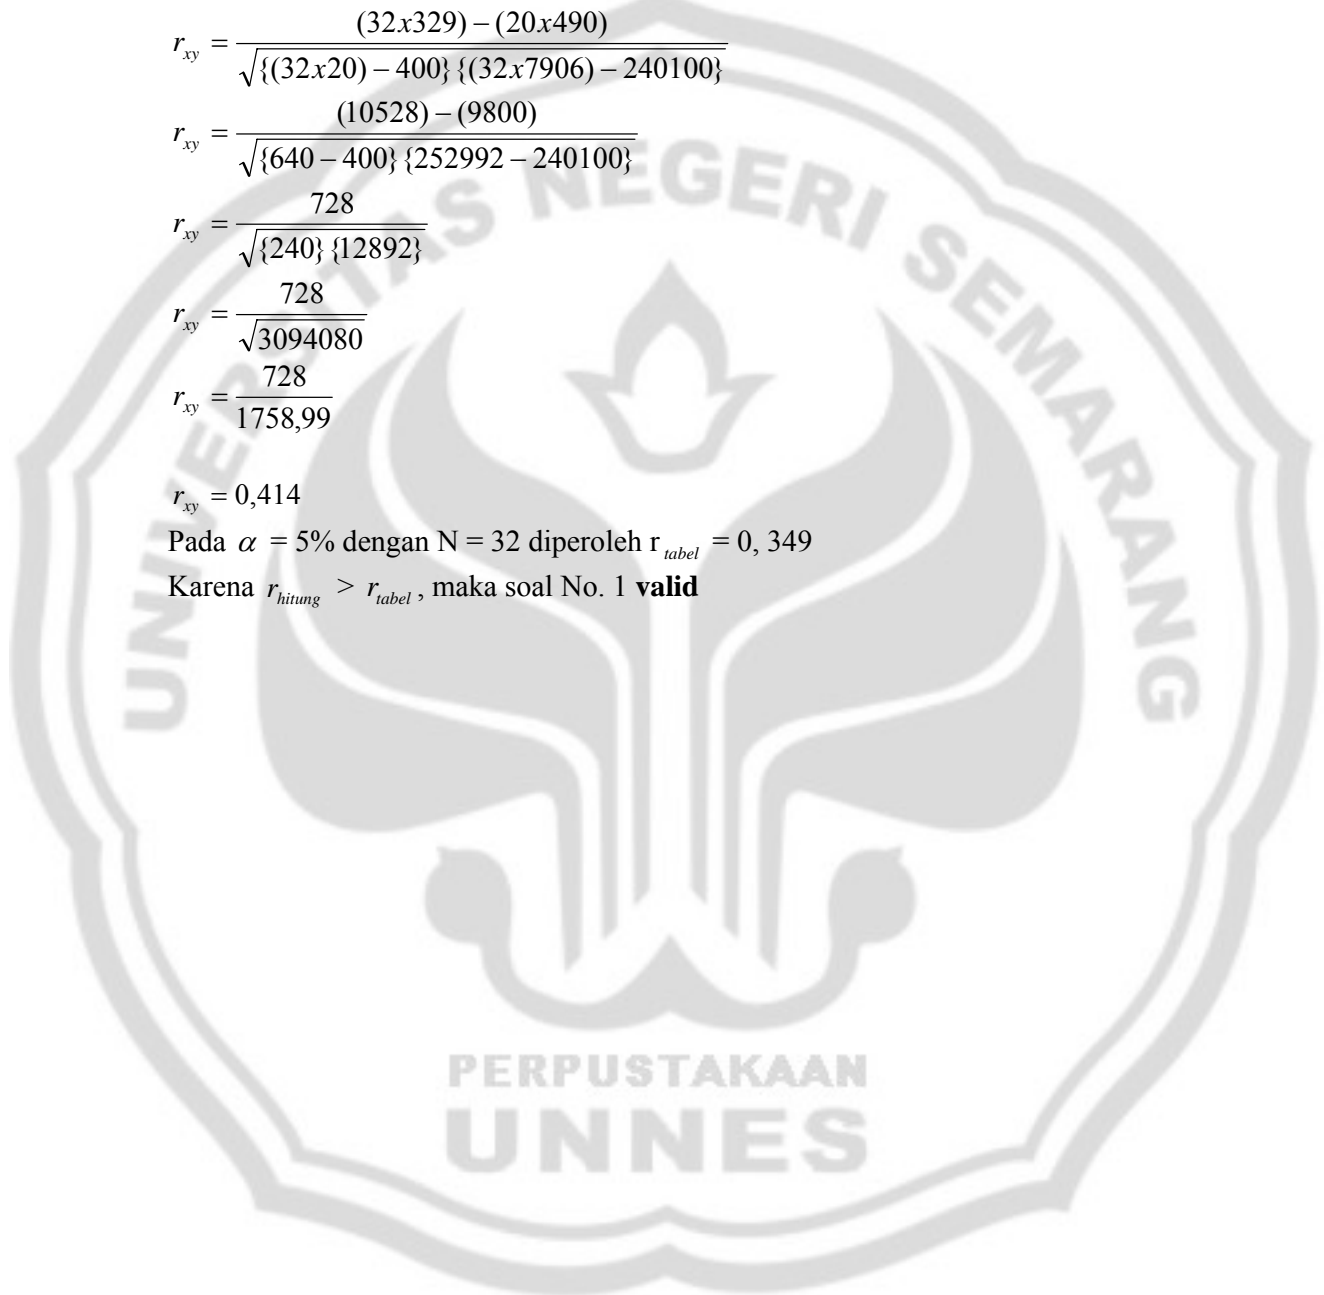 r_xy = (32x329) – (20x490) / √{(32x20) – 400} {(32x7906) – 240100}
r_xy = (10528) – (9800) / √{640 – 400} {252992 – 240100}
r_xy = 728 / √{240} {12892}
r_xy = 728 / √3094080
r_xy = 728 / 1758,99
r_xy = 0,414
Pada α = 5% dengan N = 32 diperoleh r tabel = 0, 349
Karena r_hitung > r_tabel , maka soal No. 1 valid
UNIVERSITAS NEGERI SEMARANG
PERPUSTAKAAN
UNNES